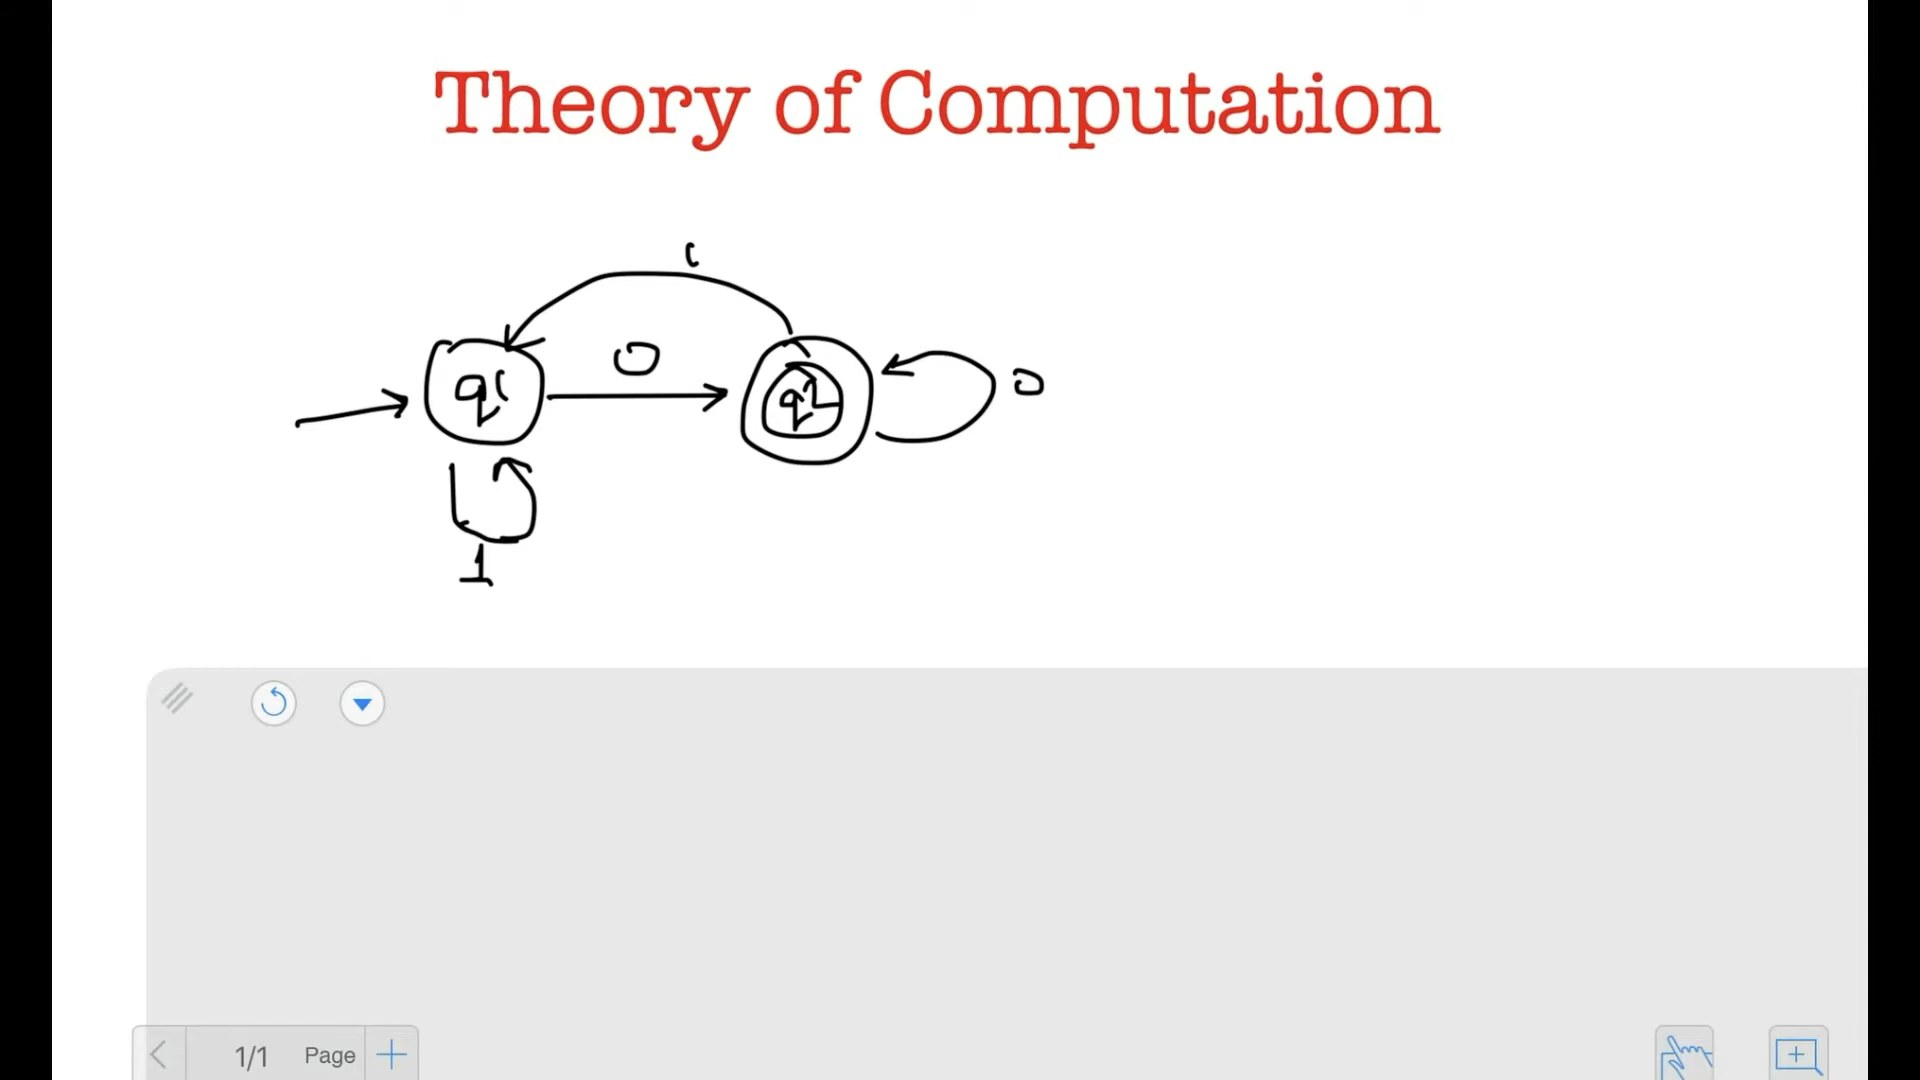 Theory of Computation
1
0
q1
q2
0
1
1/1 Page